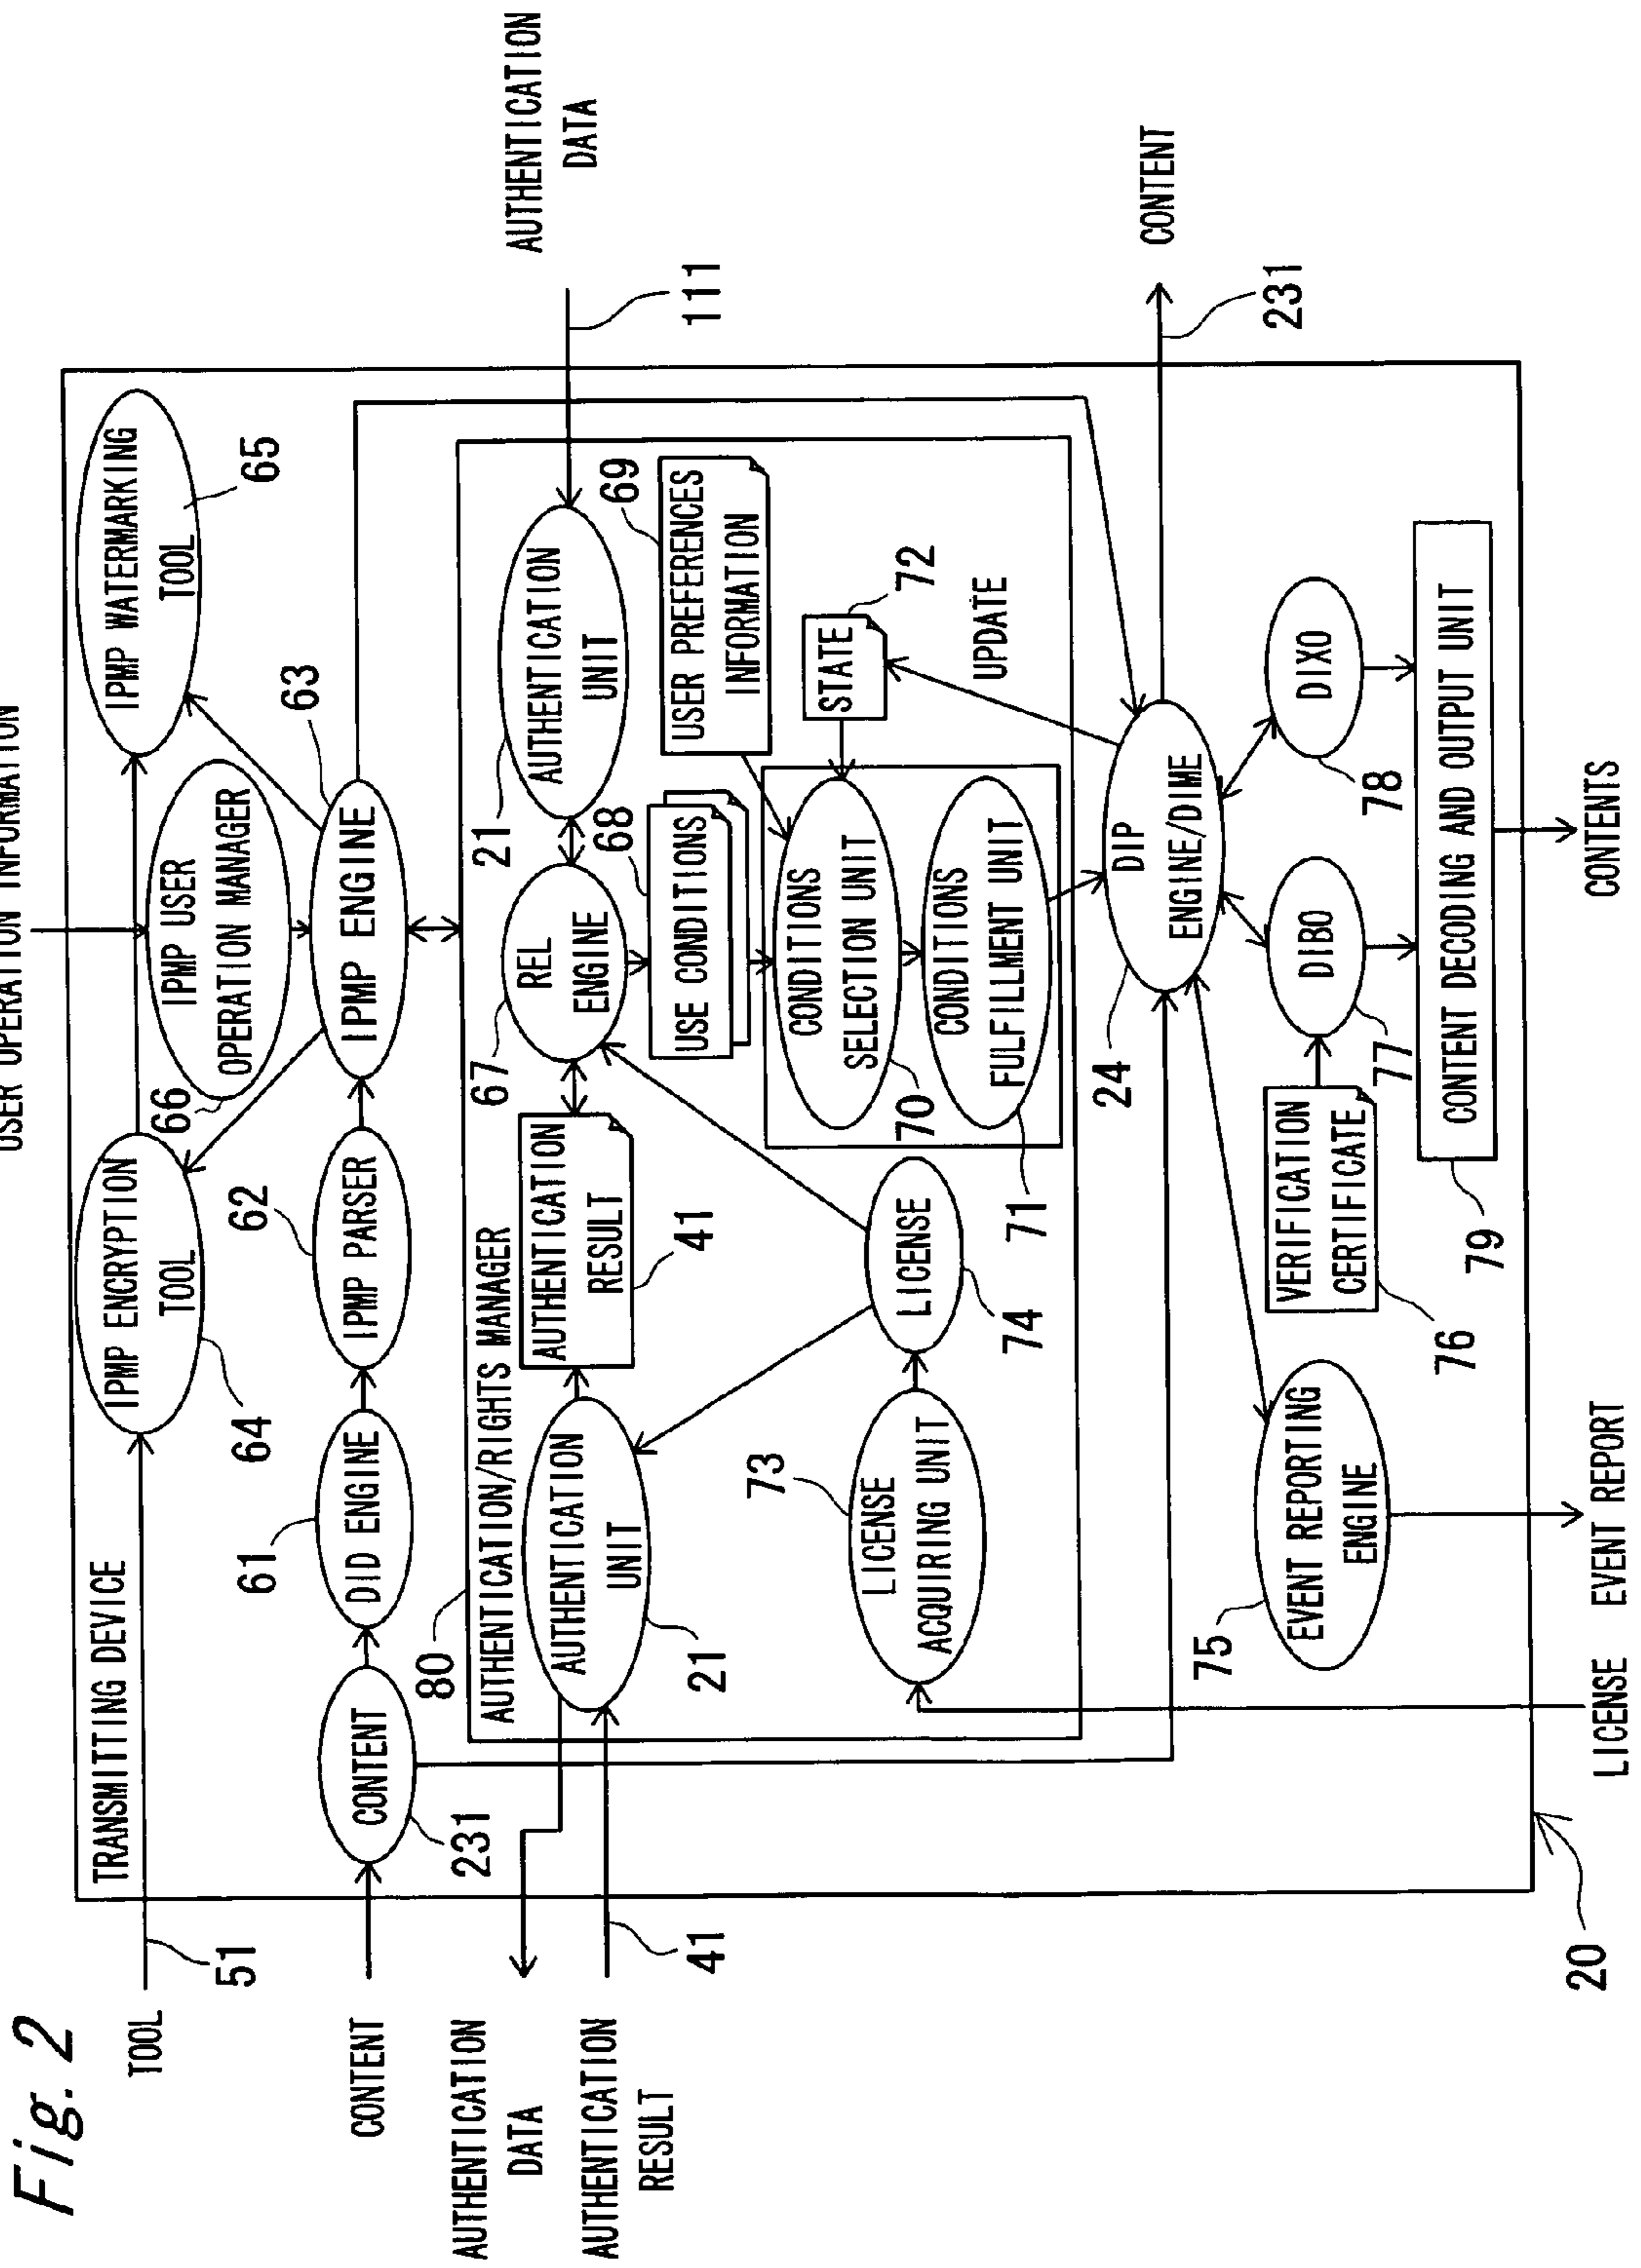 Fig. 2
USER OPERATION INFORMATION
TOOL
51
TRANSMITTING DEVICE
IPMP ENCRYPTION
TOOL
64
IPMP WATERMARKING
TOOL
65
IPMP USER
OPERATION MANAGER
66
CONTENT
CONTENT
231
DID ENGINE
61
IPMP PARSER
62
IPMP ENGINE
63
80
AUTHENTICATION/RIGHTS MANAGER
AUTHENTICATION
DATA
AUTHENTICATION
RESULT
41
AUTHENTICATION
UNIT
21
AUTHENTICATION
RESULT
41
REL
ENGINE
67
AUTHENTICATION
UNIT
21
AUTHENTICATION
DATA
111
USE CONDITIONS
68
USER PREFERENCES
INFORMATION
69
CONDITIONS
SELECTION UNIT
70
CONDITIONS
FULFILLMENT UNIT
71
STATE
72
UPDATE
LICENSE
ACQUIRING UNIT
73
LICENSE
74
DIP
ENGINE/DIME
24
CONTENT
231
EVENT REPORTING
ENGINE
75
VERIFICATION
CERTIFICATE
76
DIBO
77
DIXO
78
CONTENT DECODING AND OUTPUT UNIT
79
20
LICENSE
EVENT REPORT
CONTENTS